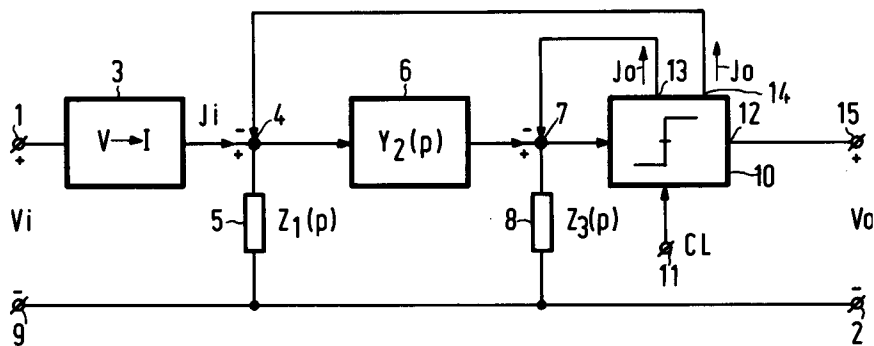 3
6
Jo
13
Jo
14
1
+
V→I
Ji
-
+
4
Y₂(p)
-
+
7
12
10
15
+
Vi
5
Z₁(p)
8
Z₃(p)
CL
11
Vo
-
9
-
2